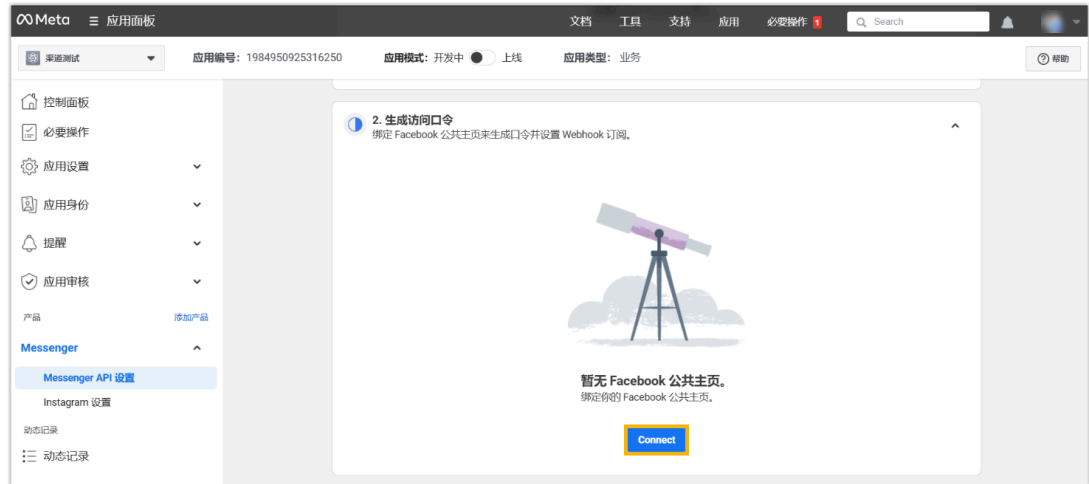 Meta ☰ 应用面板 文档 工具 支持 应用 必要操作 1 Search
渠道测试 应用编号：1984950925316250 应用模式：开发中 上线 应用类型：业务 帮助
控制面板
必要操作
应用设置
应用身份
提醒
应用审核
产品 添加产品
Messenger
Messenger API 设置
Instagram 设置
动态记录
动态记录
2. 生成访问口令
绑定 Facebook 公共主页来生成口令并设置 Webhook 订阅。
暂无 Facebook 公共主页。
绑定你的 Facebook 公共主页。
Connect